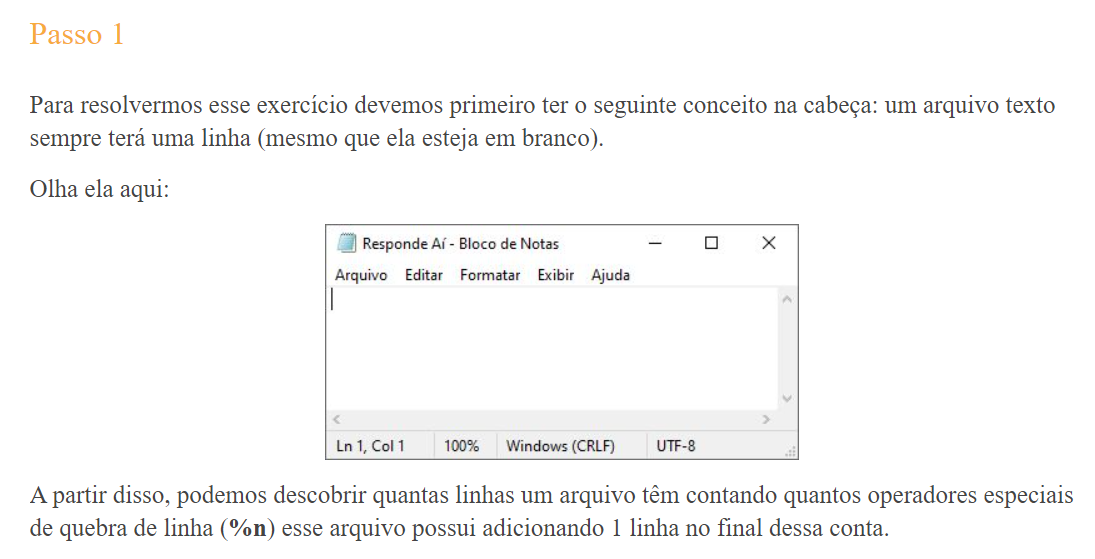 Passo 1
Para resolvermos esse exercício devemos primeiro ter o seguinte conceito na cabeça: um arquivo texto
sempre terá uma linha (mesmo que ela esteja em branco).
Olha ela aqui:
Responde Aí - Bloco de Notas
Arquivo Editar Formatar Exibir Ajuda
Ln 1, Col 1 100% Windows (CRLF) UTF-8
A partir disso, podemos descobrir quantas linhas um arquivo têm contando quantos operadores especiais
de quebra de linha (%n) esse arquivo possui adicionando 1 linha no final dessa conta.